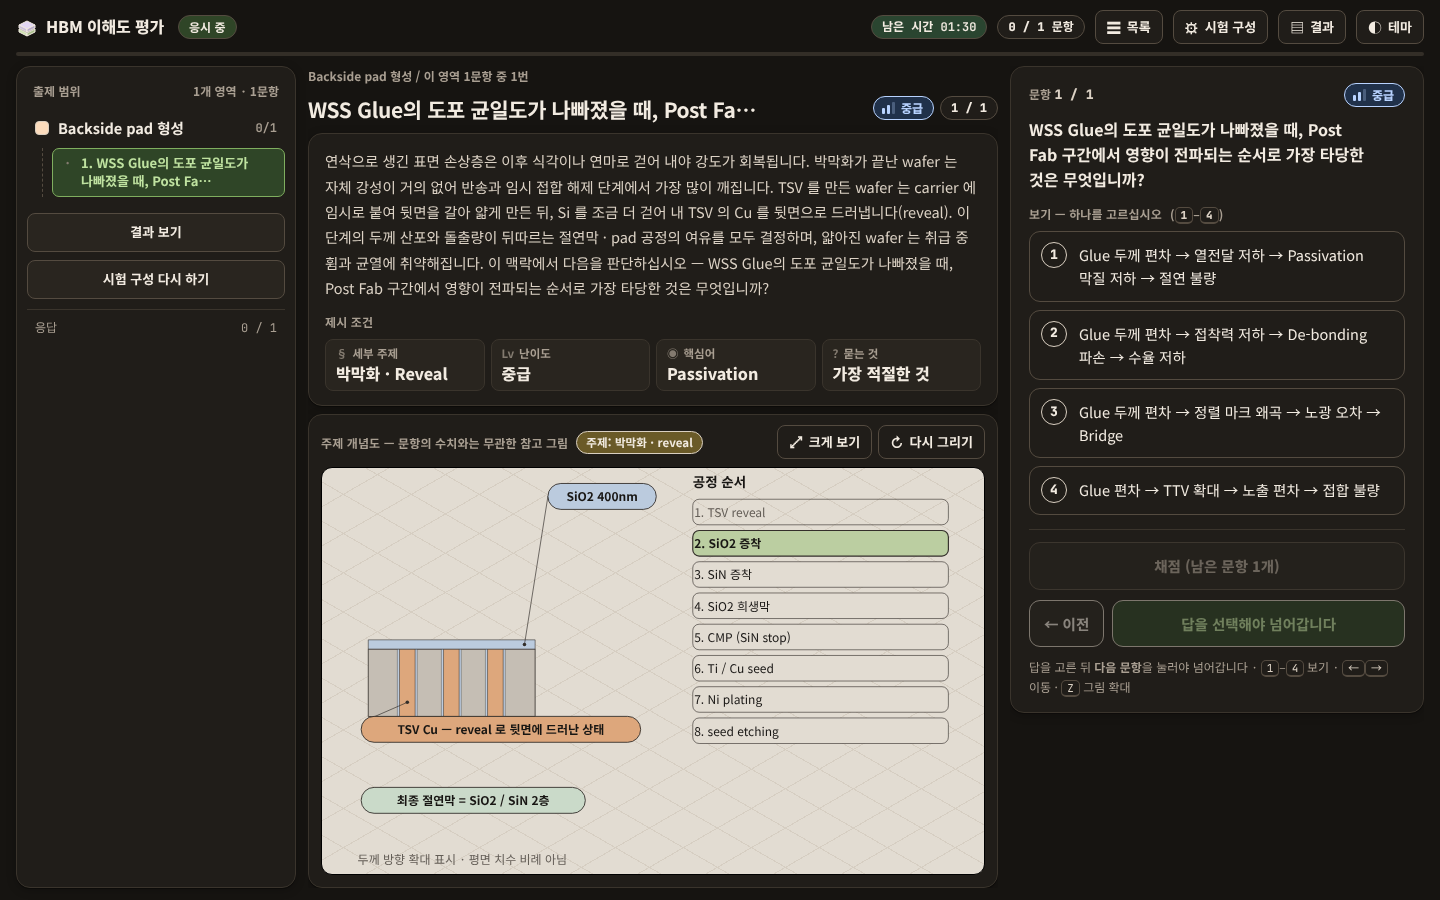 HBM 이해도 평가
응시 중
남은 시간 01:30
0 / 1 문항
목록
시험 구성
결과
테마
출제 범위
1개 영역 · 1문항
Backside pad 형성
0/1
1. WSS Glue의 도포 균일도가
나빠졌을 때, Post Fa…
결과 보기
시험 구성 다시 하기
응답
0 / 1
Backside pad 형성 / 이 영역 1문항 중 1번
WSS Glue의 도포 균일도가 나빠졌을 때, Post Fa…
중급
1 / 1
연삭으로 생긴 표면 손상층은 이후 식각이나 연마로 걷어 내야 강도가 회복됩니다. 박막화가 끝난 wafer 는
자체 강성이 거의 없어 반송과 임시 접합 해제 단계에서 가장 많이 깨집니다. TSV 를 만든 wafer 는 carrier 에
임시로 붙여 뒷면을 갈아 얇게 만든 뒤, Si 를 조금 더 걷어 내 TSV 의 Cu 를 뒷면으로 드러냅니다(reveal). 이
단계의 두께 산포와 돌출량이 뒤따르는 절연막 · pad 공정의 여유를 모두 결정하며, 얇아진 wafer 는 취급 중
휨과 균열에 취약해집니다. 이 맥락에서 다음을 판단하십시오 — WSS Glue의 도포 균일도가 나빠졌을 때,
Post Fab 구간에서 영향이 전파되는 순서로 가장 타당한 것은 무엇입니까?
제시 조건
§ 세부 주제
박막화 · Reveal
Lv 난이도
중급
◉ 핵심어
Passivation
? 묻는 것
가장 적절한 것
주제 개념도 — 문항의 수치와는 무관한 참고 그림
주제: 박막화 · reveal
크게 보기
다시 그리기
SiO2 400nm
TSV Cu — reveal 로 뒷면에 드러난 상태
최종 절연막 = SiO2 / SiN 2층
두께 방향 확대 표시 · 평면 치수 비례 아님
공정 순서
1. TSV reveal
2. SiO2 증착
3. SiN 증착
4. SiO2 희생막
5. CMP (SiN stop)
6. Ti / Cu seed
7. Ni plating
8. seed etching
문항 1 / 1
중급
WSS Glue의 도포 균일도가 나빠졌을 때, Post
Fab 구간에서 영향이 전파되는 순서로 가장 타당한
것은 무엇입니까?
보기 — 하나를 고르십시오 (1–4)
1 Glue 두께 편차 → 열전달 저하 → Passivation
막질 저하 → 절연 불량
2 Glue 두께 편차 → 접착력 저하 → De-bonding
파손 → 수율 저하
3 Glue 두께 편차 → 정렬 마크 왜곡 → 노광 오차 →
Bridge
4 Glue 편차 → TTV 확대 → 노출 편차 → 접합 불량
채점 (남은 문항 1개)
← 이전
답을 선택해야 넘어갑니다
답을 고른 뒤 다음 문항을 눌러야 넘어갑니다 · 1–4 보기 · ← →
이동 · Z 그림 확대